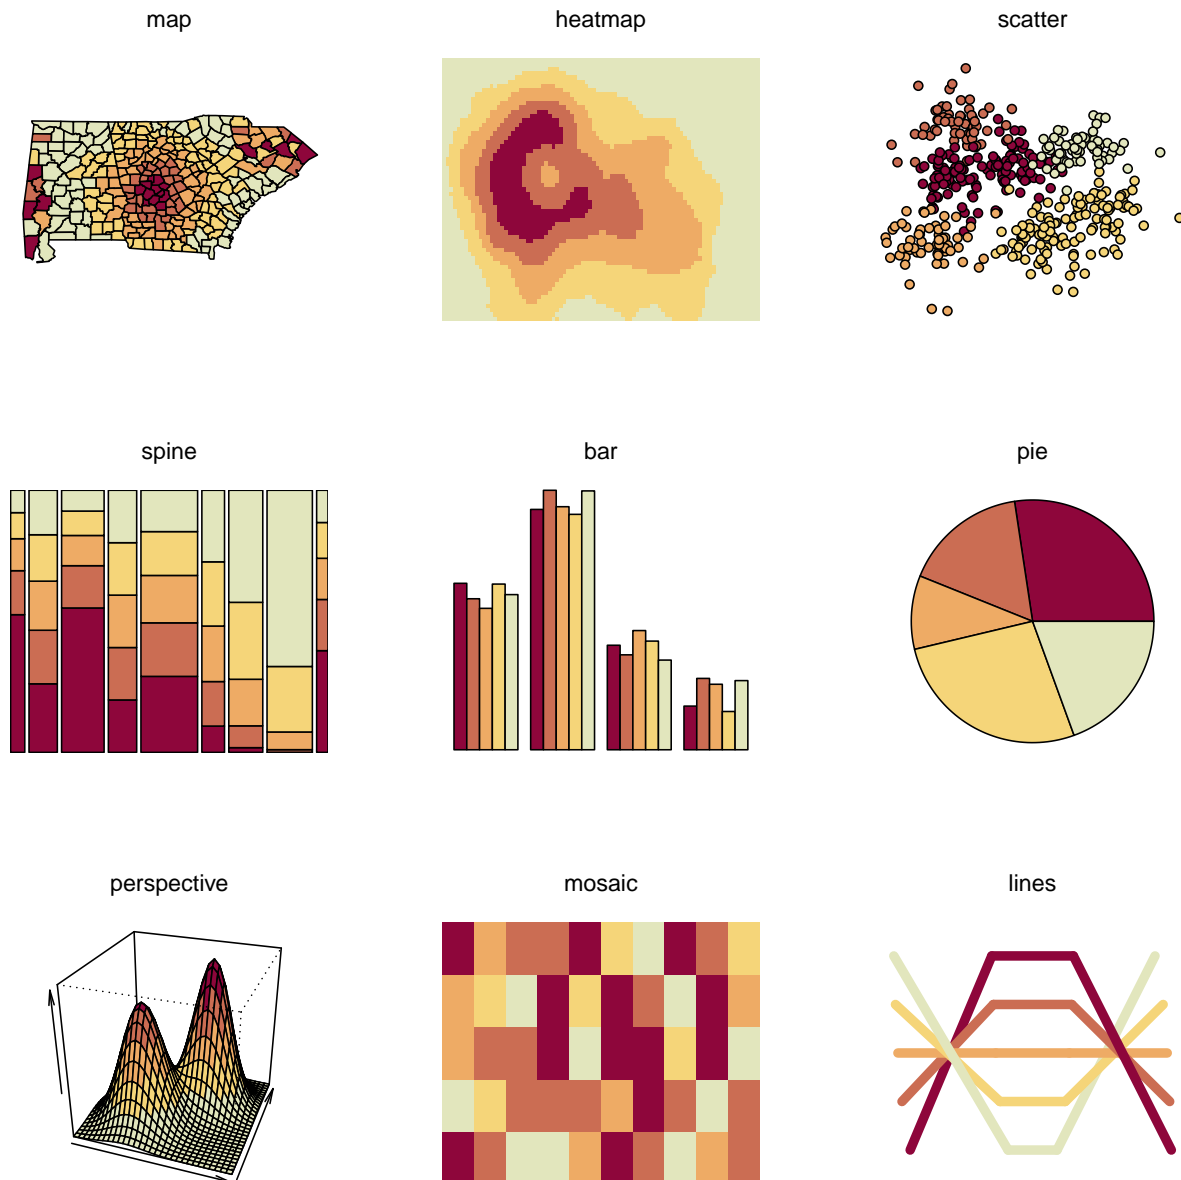 map
heatmap
scatter
spine
bar
pie
perspective
mosaic
lines